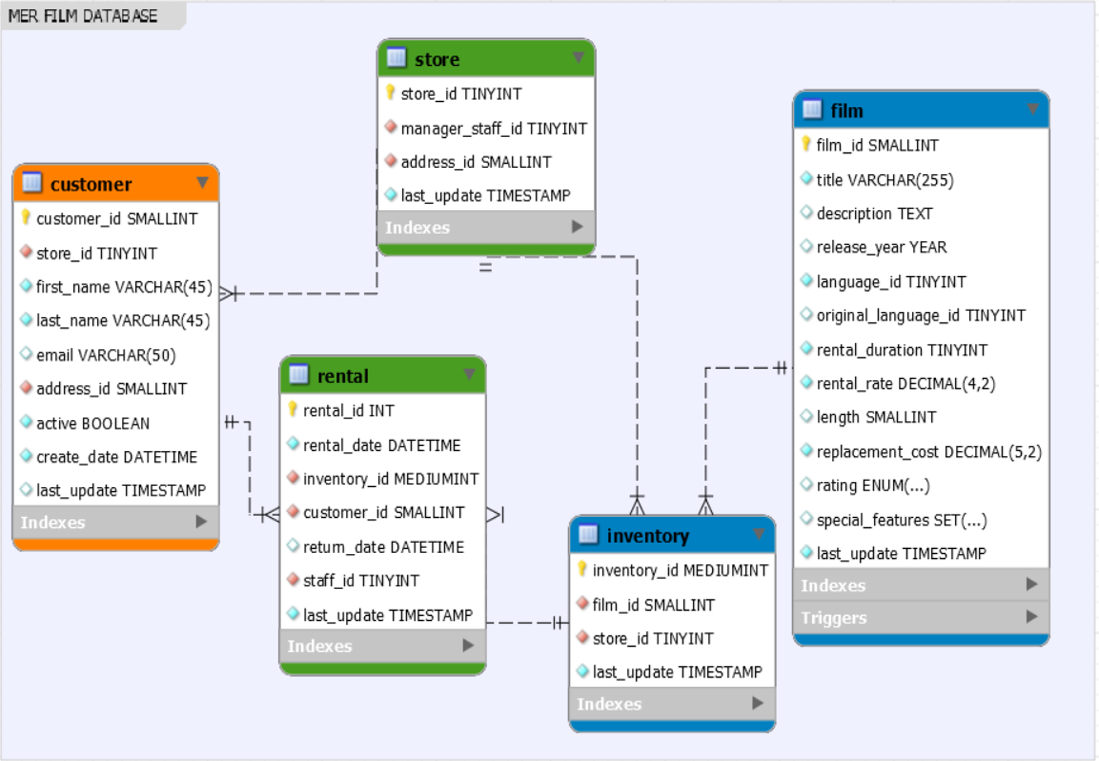 MER FILM DATABASE
store
store_id TINYINT
manager_staff_id TINYINT
address_id SMALLINT
last_update TIMESTAMP
Indexes
customer
customer_id SMALLINT
store_id TINYINT
first_name VARCHAR(45)
last_name VARCHAR(45)
email VARCHAR(50)
address_id SMALLINT
active BOOLEAN
create_date DATETIME
last_update TIMESTAMP
Indexes
rental
rental_id INT
rental_date DATETIME
inventory_id MEDIUMINT
customer_id SMALLINT
return_date DATETIME
staff_id TINYINT
last_update TIMESTAMP
Indexes
inventory
inventory_id MEDIUMINT
film_id SMALLINT
store_id TINYINT
last_update TIMESTAMP
Indexes
film
film_id SMALLINT
title VARCHAR(255)
description TEXT
release_year YEAR
language_id TINYINT
original_language_id TINYINT
rental_duration TINYINT
rental_rate DECIMAL(4,2)
length SMALLINT
replacement_cost DECIMAL(5,2)
rating ENUM(...)
special_features SET(...)
last_update TIMESTAMP
Indexes
Triggers